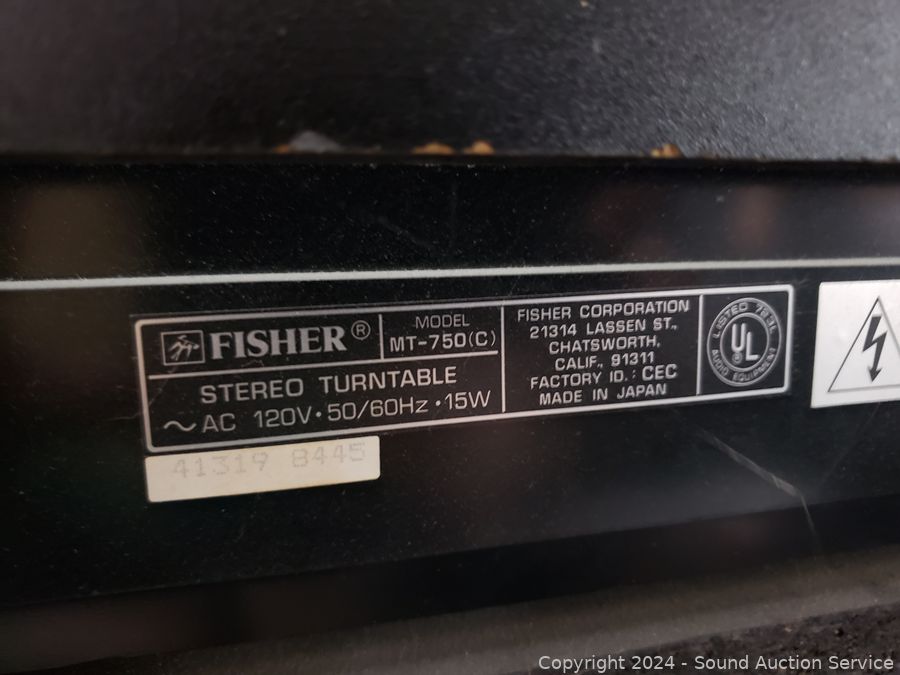 FISHER®
MODEL
MT-750(C)
STEREO TURNTABLE
~AC 120V·50/60Hz·15W
FISHER CORPORATION
21314 LASSEN ST.,
CHATSWORTH,
CALIF., 91311
FACTORY ID.: CEC
MADE IN JAPAN
LISTED 783L
UL®
AUDIO EQUIPMENT
41319 8445
Copyright © 2024 - Sound Auction Service